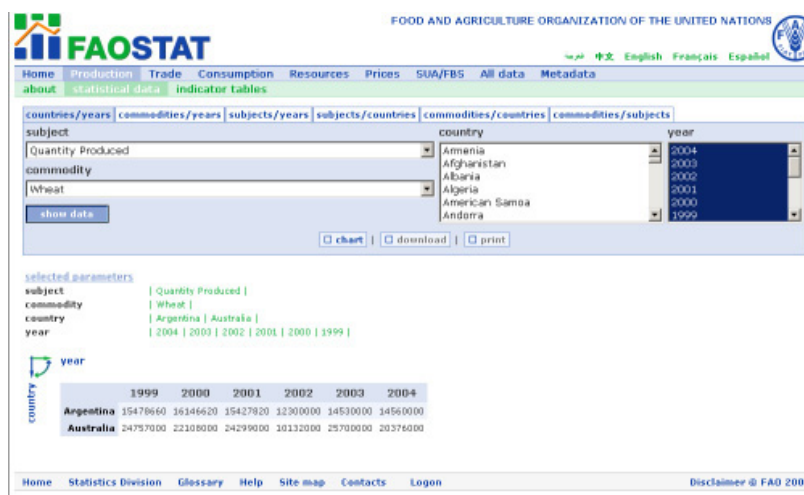 FOOD AND AGRICULTURE ORGANIZATION OF THE UNITED NATIONS
FAOSTAT
中文 English Français Español
Home Production Trade Consumption Resources Prices SUA/FBS All data Metadata
about statistical data indicator tables
countries/years commodities/years subjects/years subjects/countries commodities/countries commodities/subjects
subject country year
Quantity Produced
commodity
Wheat
Armenia
Afghanistan
Albania
Algeria
American Samoa
Andorra
2004
2003
2002
2001
2000
1999
show data
chart | download | print
selected parameters
subject | Quantity Produced |
commodity | Wheat |
country | Argentina | Australia |
year | 2004 | 2003 | 2002 | 2001 | 2000 | 1999 |
year
country
1999 2000 2001 2002 2003 2004
Argentina 15478660 16146620 15427820 12300000 14530000 14560000
Australia 24757000 22108000 24299000 10132000 25700000 20376000
Home Statistics Division Glossary Help Site map Contacts Logon Disclaimer © FAO 200